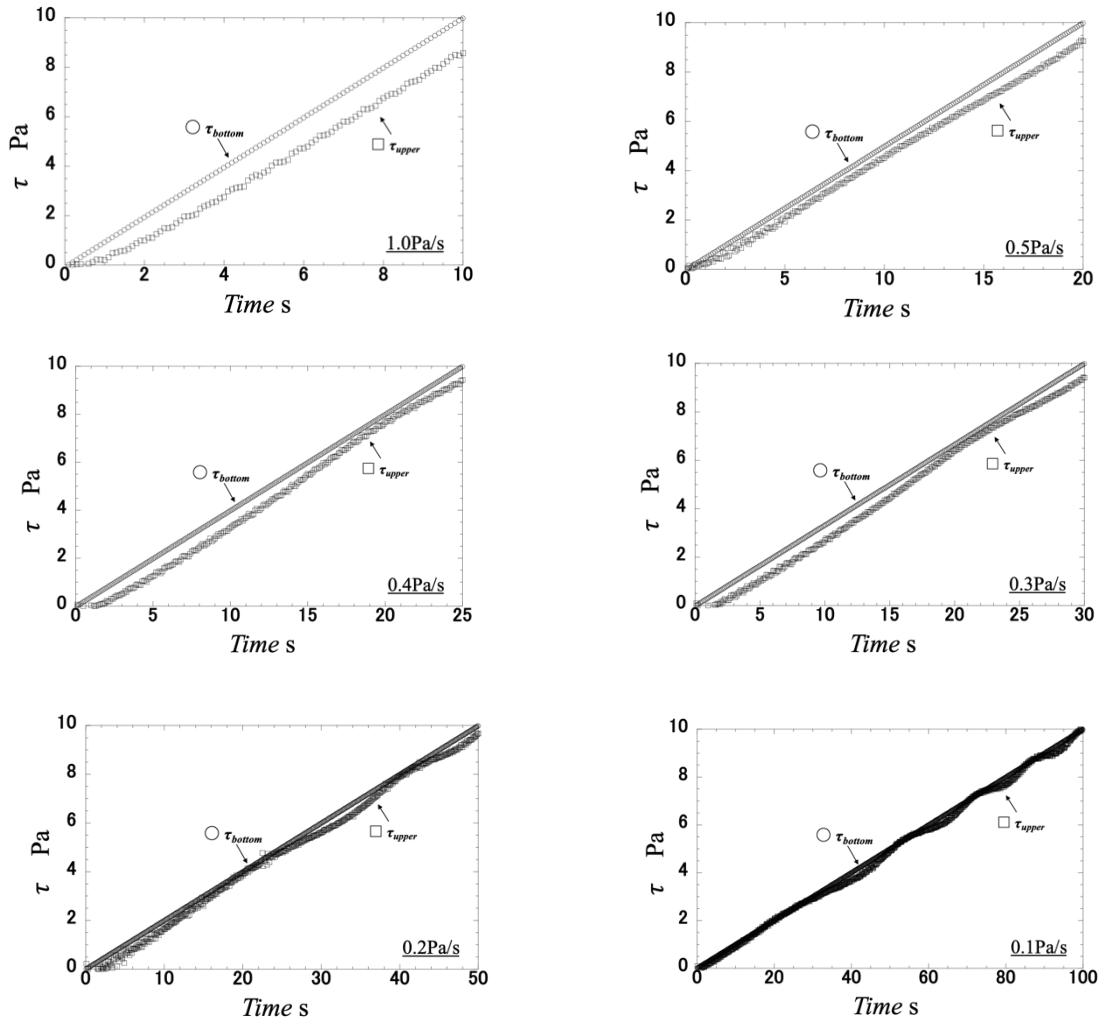 10
8
6
4
2
0
τ Pa
○ τbottom
□ τupper
1.0Pa/s
2 4 6 8 10
Time s
10
8
6
4
2
0
τ Pa
○ τbottom
□ τupper
0.5Pa/s
0 5 10 15 20
Time s
10
8
6
4
2
0
τ Pa
○ τbottom
□ τupper
0.4Pa/s
0 5 10 15 20 25
Time s
10
8
6
4
2
0
τ Pa
○ τbottom
□ τupper
0.3Pa/s
0 5 10 15 20 25 30
Time s
10
8
6
4
2
0
τ Pa
○ τbottom
□ τupper
0.2Pa/s
0 10 20 30 40 50
Time s
10
8
6
4
2
0
τ Pa
○ τbottom
□ τupper
0.1Pa/s
0 20 40 60 80 100
Time s